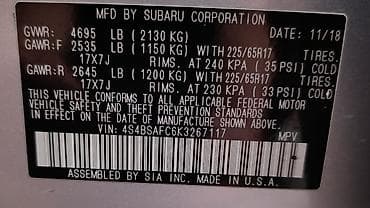 MFD BY SUBARU CORPORATION DATE: 11/18
GVWR: 4695 LB (2130 KG)
GAWR:F 2535 LB (1150 KG) WITH 225/65R17 TIRES.
17X7J RIMS. AT 240 KPA (35 PSI) COLD
GAWR:R 2645 LB (1200 KG) WITH 225/65R17 TIRES.
17X7J RIMS. AT 230 KPA (33 PSI) COLD
THIS VEHICLE CONFORMS TO ALL APPLICABLE FEDERAL MOTOR VEHICLE
SAFETY AND THEFT PREVENTION STANDARDS IN
EFFECT ON THE DATE OF MANUFACTURE SHOWN ABOVE.
VIN: 4S4BSAFC6K3267117 MPV
ASSEMBLED BY SIA INC. MADE IN U.S.A.